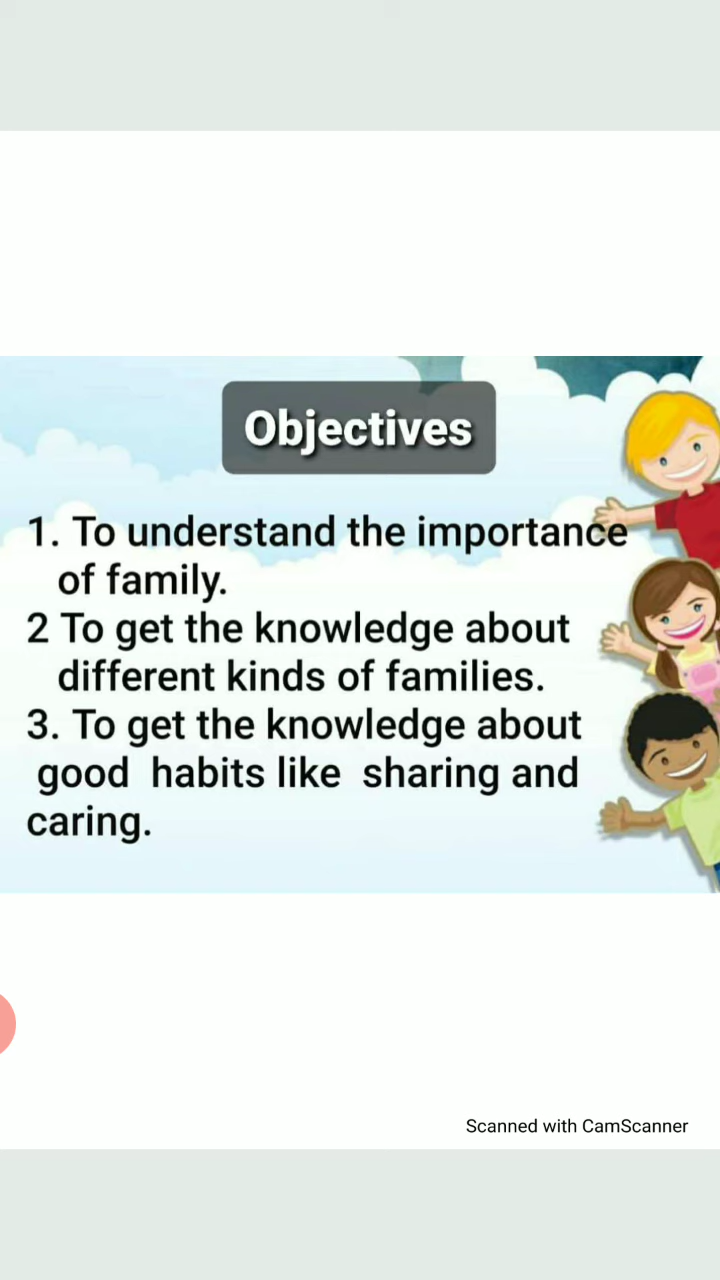 Objectives
1. To understand the importance
of family.
2 To get the knowledge about
different kinds of families.
3. To get the knowledge about
good habits like sharing and
caring.
Scanned with CamScanner